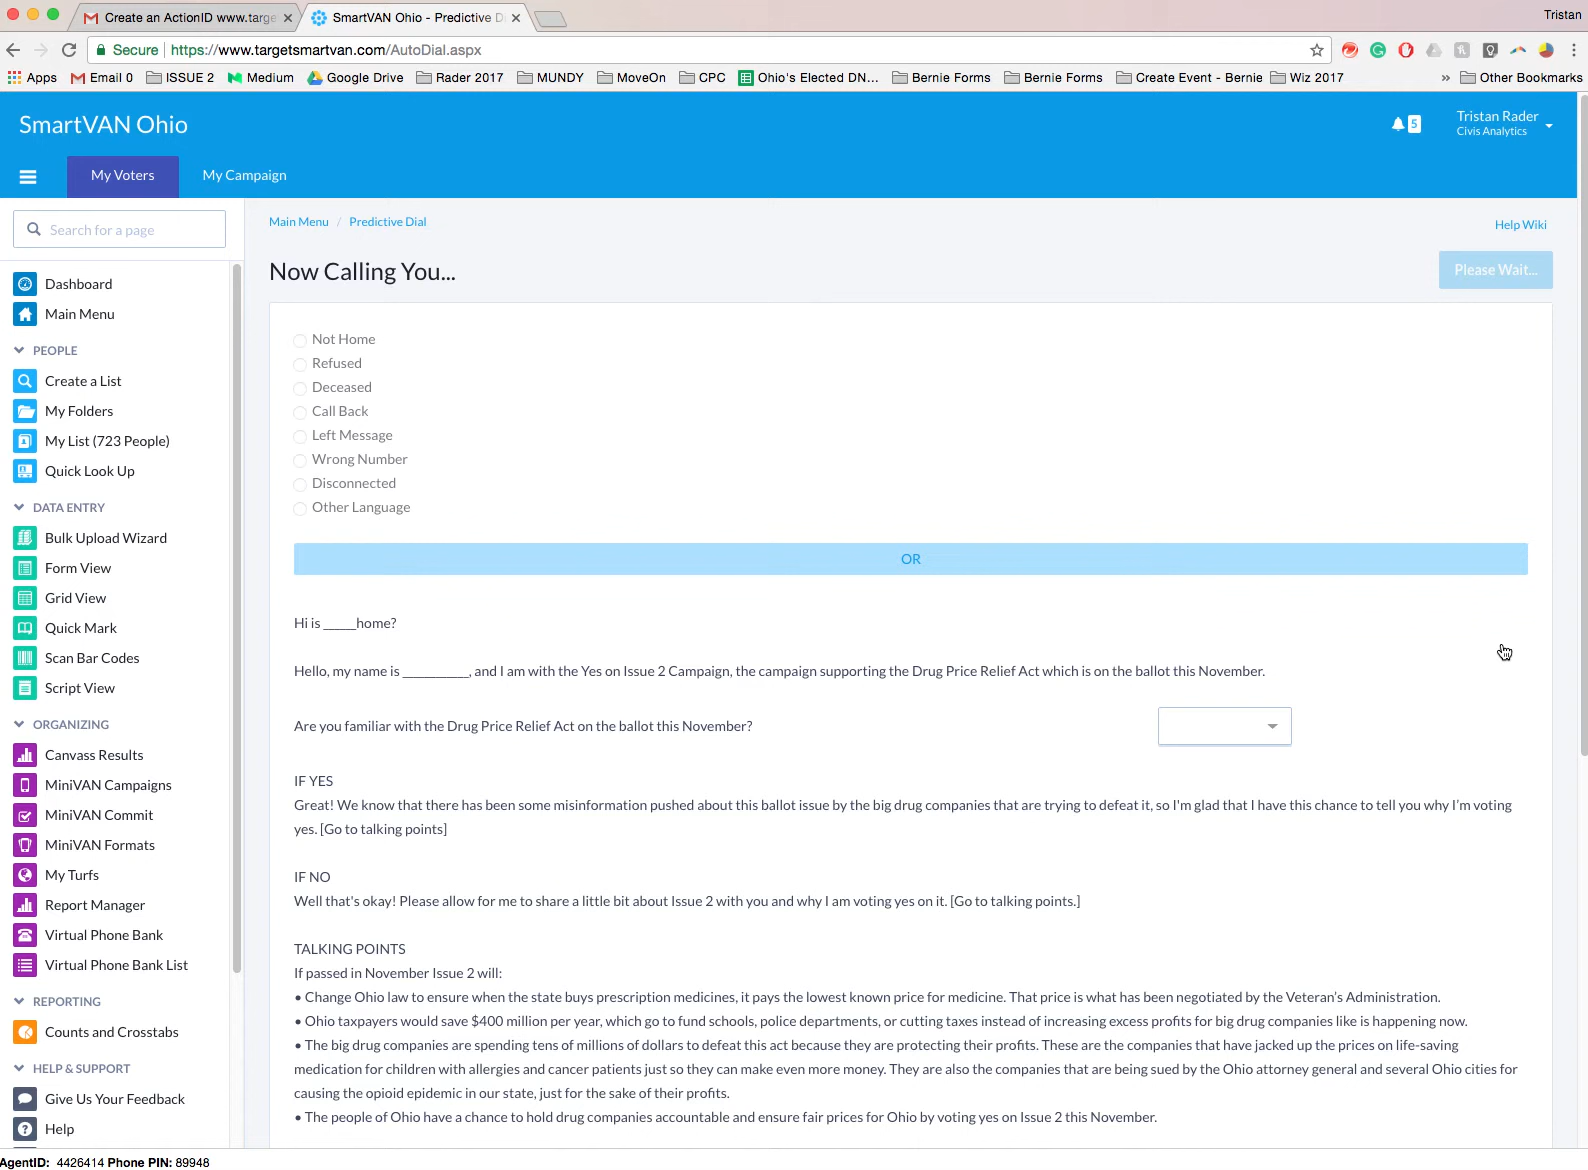 Create an ActionID www.targe
SmartVAN Ohio - Predictive D
Tristan
Secure https://www.targetsmartvan.com/AutoDial.aspx
Apps Email 0 ISSUE 2 Medium Google Drive Rader 2017 MUNDY MoveOn CPC Ohio's Elected DN... Bernie Forms Bernie Forms Create Event - Bernie Wiz 2017 » Other Bookmarks
SmartVAN Ohio
5
Tristan Rader
Civis Analytics
My Voters My Campaign
Search for a page
Dashboard
Main Menu
PEOPLE
Create a List
My Folders
My List (723 People)
Quick Look Up
DATA ENTRY
Bulk Upload Wizard
Form View
Grid View
Quick Mark
Scan Bar Codes
Script View
ORGANIZING
Canvass Results
MiniVAN Campaigns
MiniVAN Commit
MiniVAN Formats
My Turfs
Report Manager
Virtual Phone Bank
Virtual Phone Bank List
REPORTING
Counts and Crosstabs
HELP & SUPPORT
Give Us Your Feedback
Help
Main Menu / Predictive Dial
Help Wiki
Now Calling You...
Please Wait...
Not Home
Refused
Deceased
Call Back
Left Message
Wrong Number
Disconnected
Other Language
OR
Hi is _____home?
Hello, my name is __________, and I am with the Yes on Issue 2 Campaign, the campaign supporting the Drug Price Relief Act which is on the ballot this November.
Are you familiar with the Drug Price Relief Act on the ballot this November?
IF YES
Great! We know that there has been some misinformation pushed about this ballot issue by the big drug companies that are trying to defeat it, so I'm glad that I have this chance to tell you why I'm voting
yes. [Go to talking points]
IF NO
Well that's okay! Please allow for me to share a little bit about Issue 2 with you and why I am voting yes on it. [Go to talking points.]
TALKING POINTS
If passed in November Issue 2 will:
• Change Ohio law to ensure when the state buys prescription medicines, it pays the lowest known price for medicine. That price is what has been negotiated by the Veteran's Administration.
• Ohio taxpayers would save $400 million per year, which go to fund schools, police departments, or cutting taxes instead of increasing excess profits for big drug companies like is happening now.
• The big drug companies are spending tens of millions of dollars to defeat this act because they are protecting their profits. These are the companies that have jacked up the prices on life-saving
medication for children with allergies and cancer patients just so they can make even more money. They are also the companies that are being sued by the Ohio attorney general and several Ohio cities for
causing the opioid epidemic in our state, just for the sake of their profits.
• The people of Ohio have a chance to hold drug companies accountable and ensure fair prices for Ohio by voting yes on Issue 2 this November.
AgentID: 4426414 Phone PIN: 89948